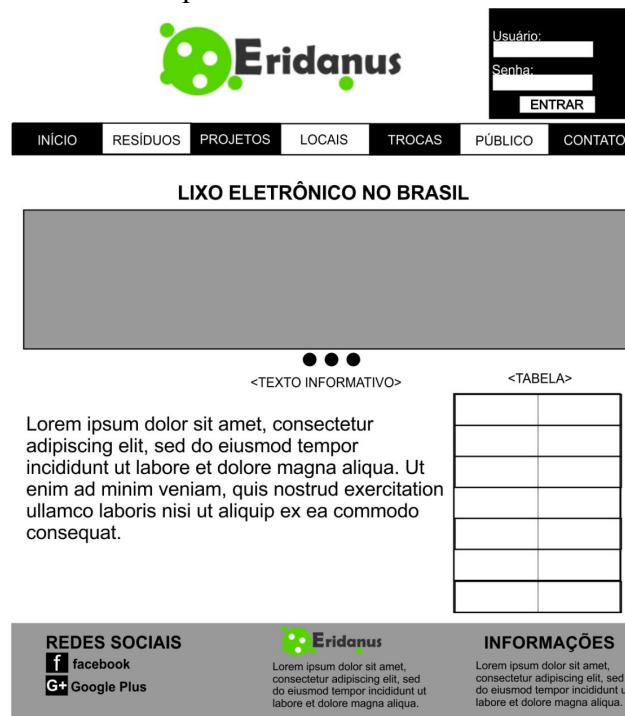 Eridanus
Usuário:
Senha:
ENTRAR
INÍCIO RESÍDUOS PROJETOS LOCAIS TROCAS PÚBLICO CONTATO
LIXO ELETRÔNICO NO BRASIL
<TEXTO INFORMATIVO>
<TABELA>
Lorem ipsum dolor sit amet, consectetur
adipiscing elit, sed do eiusmod tempor
incididunt ut labore et dolore magna aliqua. Ut
enim ad minim veniam, quis nostrud exercitation
ullamco laboris nisi ut aliquip ex ea commodo
consequat.
REDES SOCIAIS
f facebook
G+ Google Plus
Eridanus
Lorem ipsum dolor sit amet,
consectetur adipiscing elit, sed
do eiusmod tempor incididunt ut
labore et dolore magna aliqua.
INFORMAÇÕES
Lorem ipsum dolor sit amet,
consectetur adipiscing elit, sed
do eiusmod tempor incididunt u
labore et dolore magna aliqua.